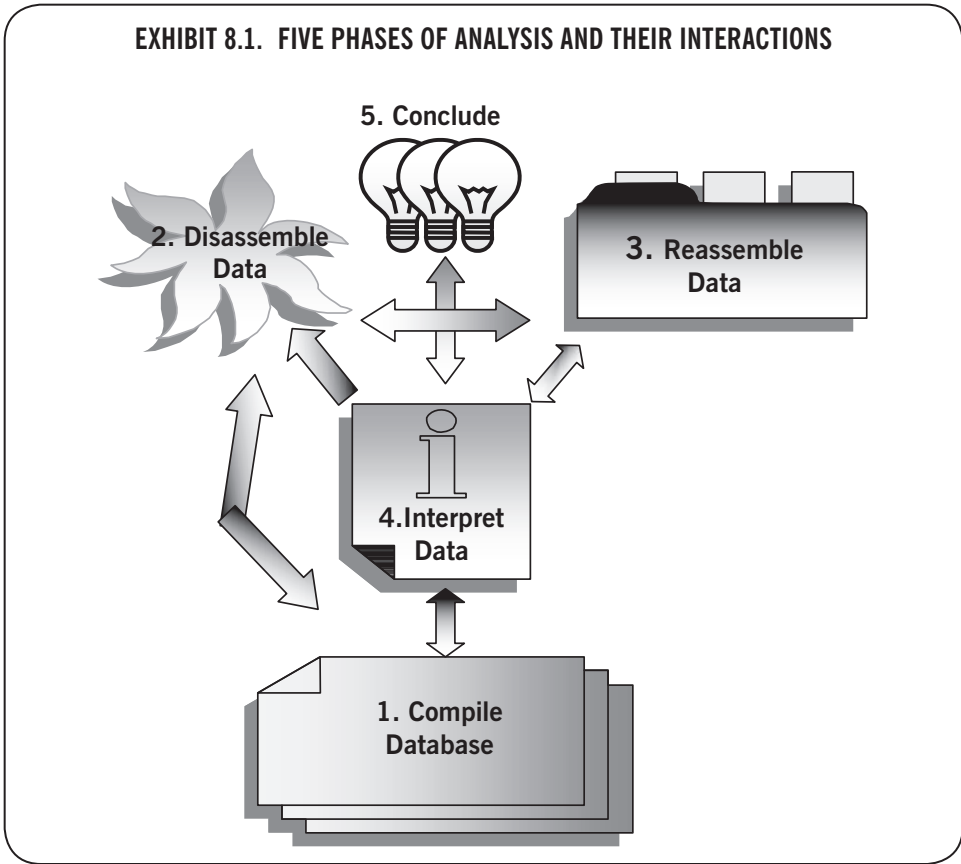 EXHIBIT 8.1. FIVE PHASES OF ANALYSIS AND THEIR INTERACTIONS
5. Conclude
2. Disassemble
Data
3. Reassemble
Data
4.Interpret
Data
1. Compile
Database